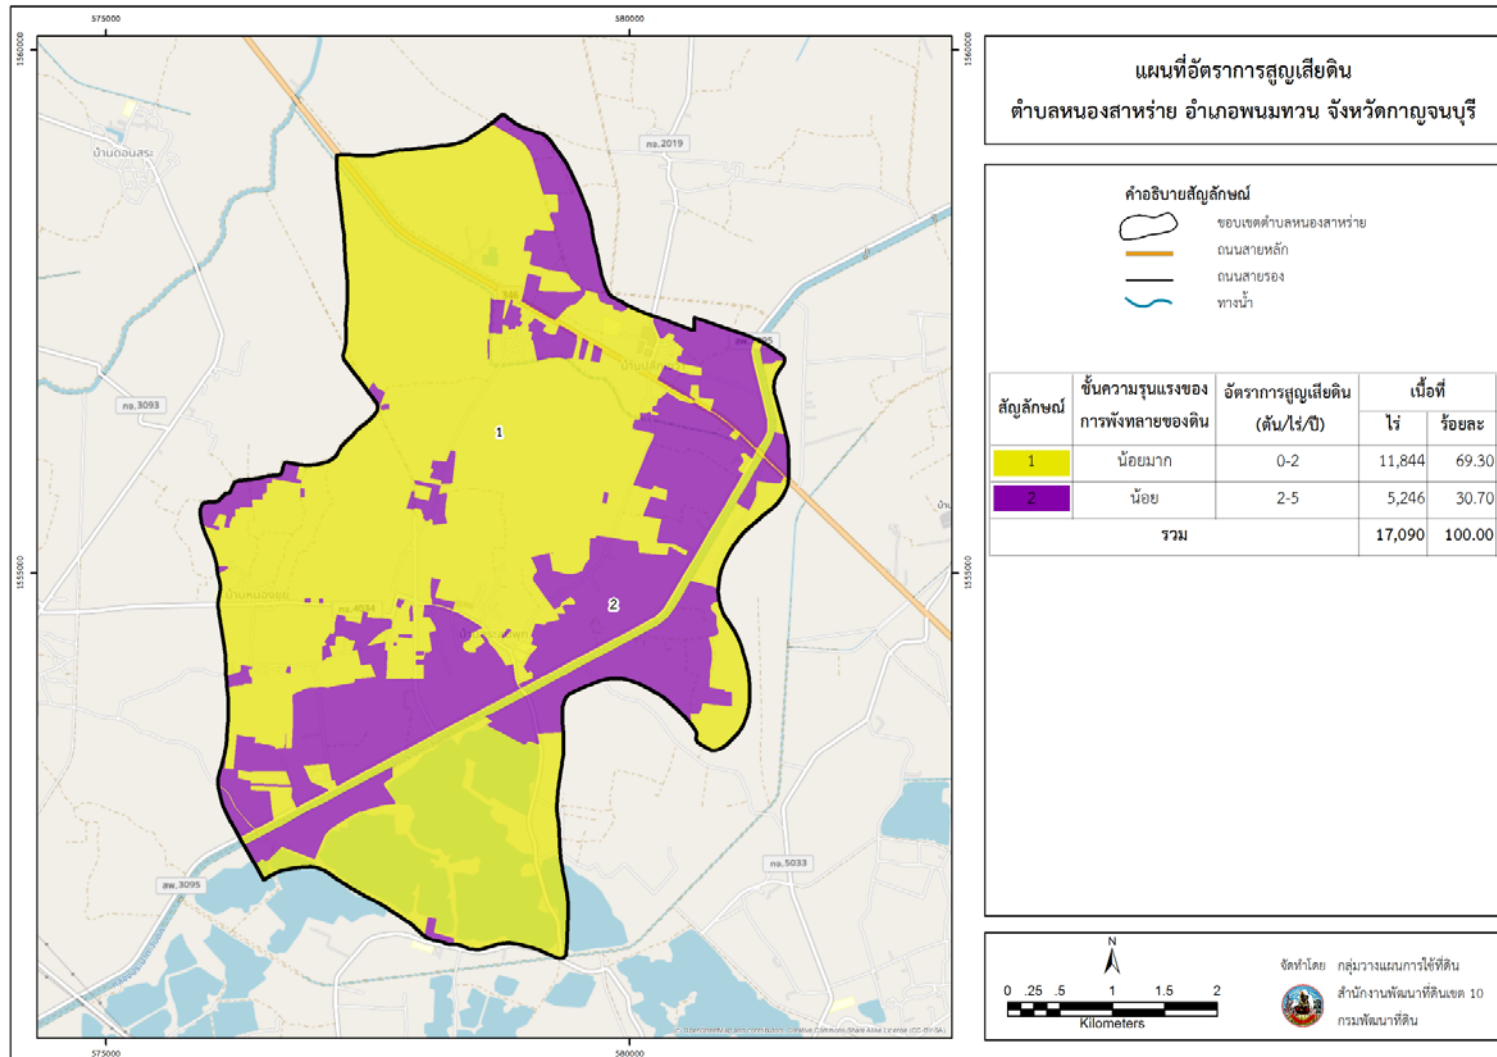 575000
580000
1560000
1560000
แผนที่อัตราการสูญเสียดิน
ตำบลหนองสาหร่าย อำเภอพนมทวน จังหวัดกาญจนบุรี
บ้านดอนสระ
กจ.2019
คำอธิบายสัญลักษณ์
ขอบเขตตำบลหนองสาหร่าย
ถนนสายหลัก
ถนนสายรอง
ทางน้ำ
346
กจ.3093
1
สัญลักษณ์
ชั้นความรุนแรงของ
การพังทลายของดิน
อัตราการสูญเสียดิน
(ตัน/ไร่/ปี)
เนื้อที่
ไร่ ร้อยละ
1 น้อยมาก 0-2 11,844 69.30
2 น้อย 2-5 5,246 30.70
รวม 17,090 100.00
1555000
1555000
กจ.4034
2
กจ.5033
สพ.3095
N
0 .25 .5 1 1.5 2
Kilometers
จัดทำโดย กลุ่มวางแผนการใช้ที่ดิน
สำนักงานพัฒนาที่ดินเขต 10
กรมพัฒนาที่ดิน
575000
580000